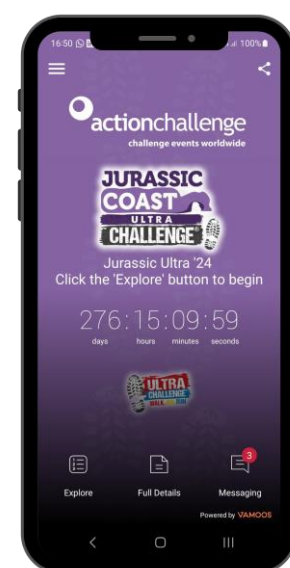 16:50
100%
actionchallenge
challenge events worldwide
JURASSIC
COAST
ULTRA
CHALLENGE
Jurassic Ultra '24
Click the 'Explore' button to begin
276:15:09:59
days hours minutes seconds
ULTRA
CHALLENGE
WALK RUN
3
Explore Full Details Messaging
Powered by VAMOOS